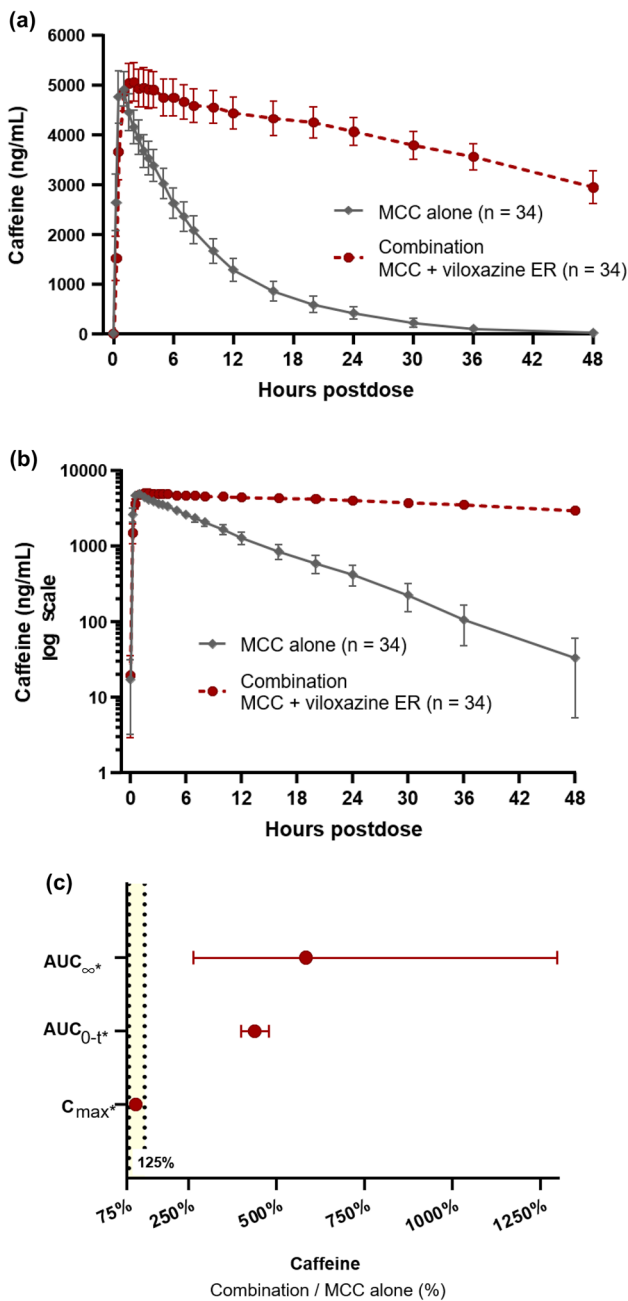 (a)
6000
5000
4000
3000
2000
1000
0
Caffeine (ng/mL)
MCC alone (n = 34)
Combination
MCC + viloxazine ER (n = 34)
0 6 12 18 24 30 36 42 48
Hours postdose
(b)
10000
1000
100
10
1
Caffeine (ng/mL)
log scale
MCC alone (n = 34)
Combination
MCC + viloxazine ER (n = 34)
0 6 12 18 24 30 36 42 48
Hours postdose
(c)
AUC∞*
AUC0-t*
Cmax*
125%
75% 250% 500% 750% 1000% 1250%
Caffeine
Combination / MCC alone (%)